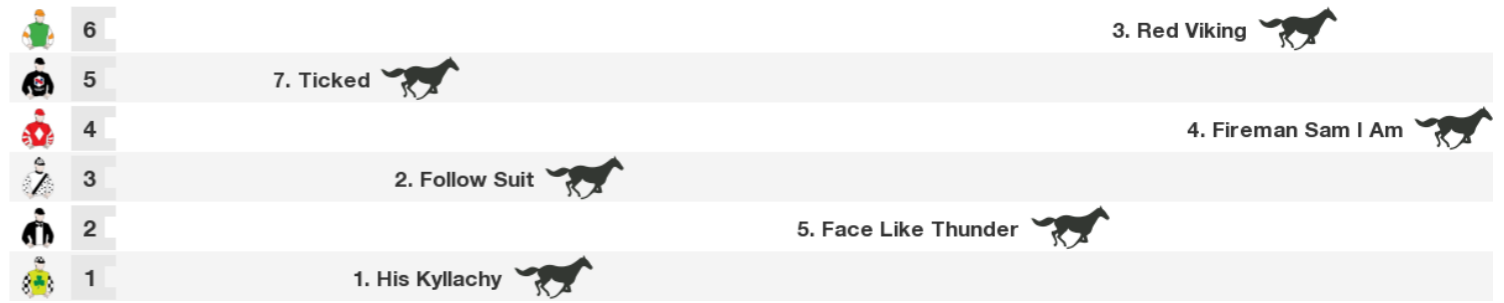 6 3. Red Viking
5 7. Ticked
4 4. Fireman Sam I Am
3 2. Follow Suit
2 5. Face Like Thunder
1 1. His Kyllachy